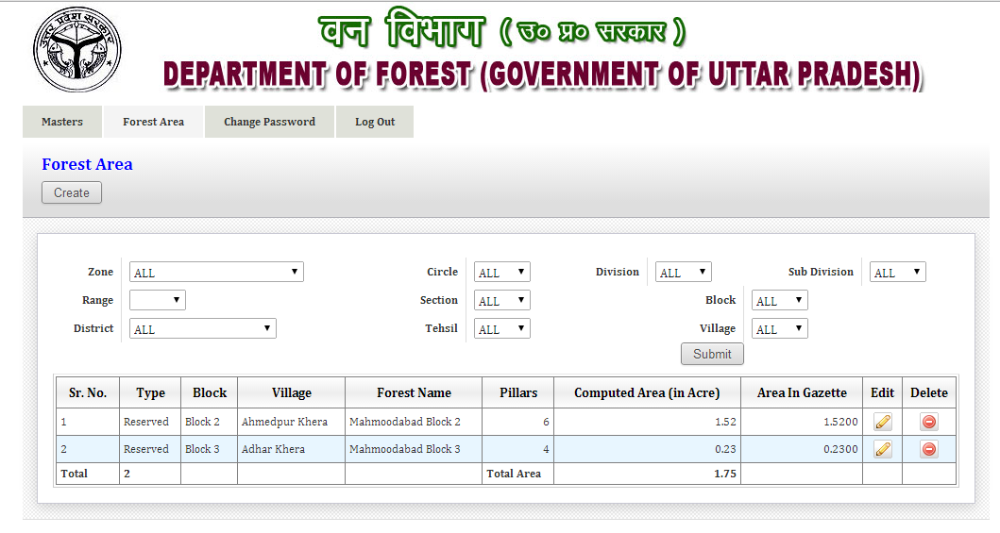 उत्तर प्रदेश सरकार
वन विभाग ( उ० प्र० सरकार )
DEPARTMENT OF FOREST (GOVERNMENT OF UTTAR PRADESH)
Masters Forest Area Change Password Log Out
Forest Area
Create
Zone ALL Circle ALL Division ALL Sub Division ALL
Range Section ALL Block ALL
District ALL Tehsil ALL Village ALL
Submit
Sr. No. Type Block Village Forest Name Pillars Computed Area (in Acre) Area In Gazette Edit Delete
1 Reserved Block 2 Ahmedpur Khera Mahmoodabad Block 2 6 1.52 1.5200
2 Reserved Block 3 Adhar Khera Mahmoodabad Block 3 4 0.23 0.2300
Total 2 Total Area 1.75